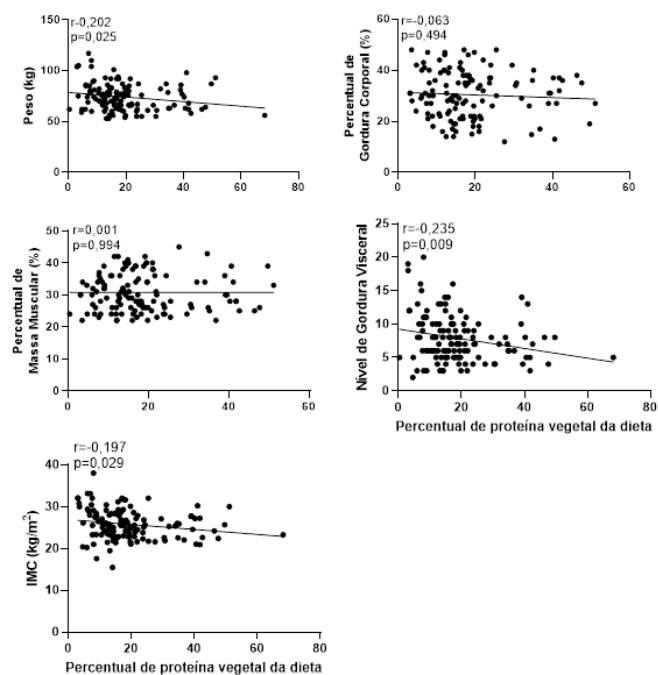 r-0,202
p=0,025
Peso (kg)
150
100
50
0
0
20
40
60
80
r=-0,063
p=0,494
Percentual de
Gordura Corporal (%)
60
40
20
0
0
20
40
60
r=0,001
p=0,994
Percentual de
Massa Muscular (%)
50
40
30
20
10
0
0
20
40
60
r=-0,235
p=0,009
Nível de Gordura Visceral
25
20
15
10
5
0
0
20
40
60
80
Percentual de proteína vegetal da dieta
r=-0,197
p=0,029
IMC (kg/m²)
40
30
20
10
0
0
20
40
60
80
Percentual de proteína vegetal da dieta